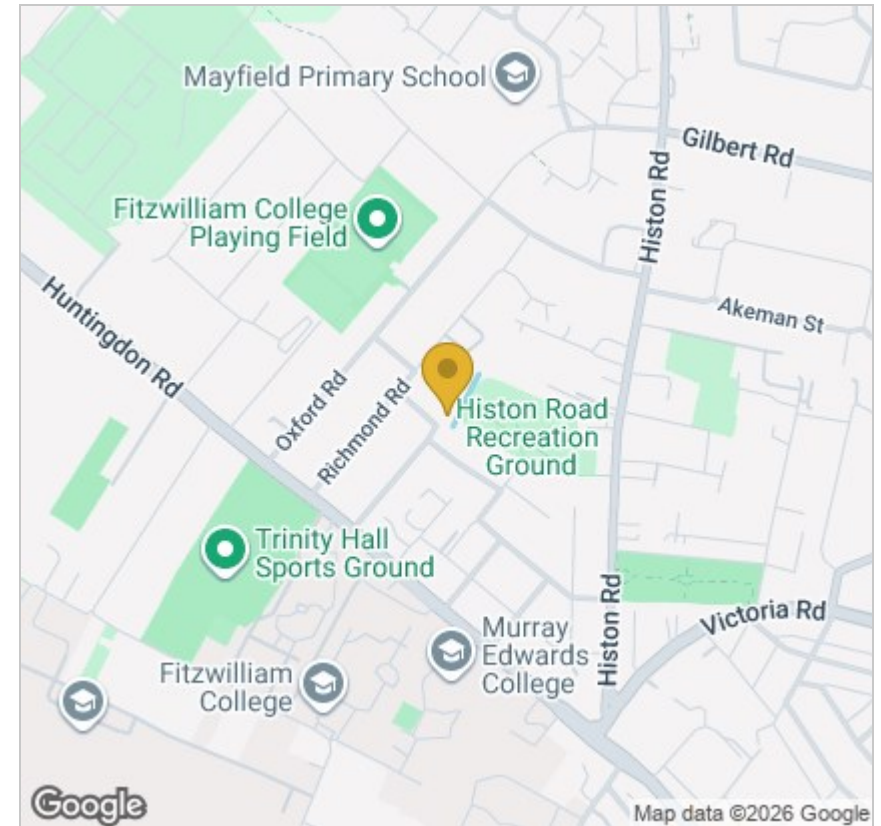 Mayfield Primary School
Gilbert Rd
Histon Rd
Fitzwilliam College
Playing Field
Huntingdon Rd
Akeman St
Oxford Rd
Richmond Rd
Histon Road
Recreation
Ground
Trinity Hall
Sports Ground
Histon Rd
Victoria Rd
Murray
Edwards
College
Fitzwilliam
College
Google
Map data ©2026 Google